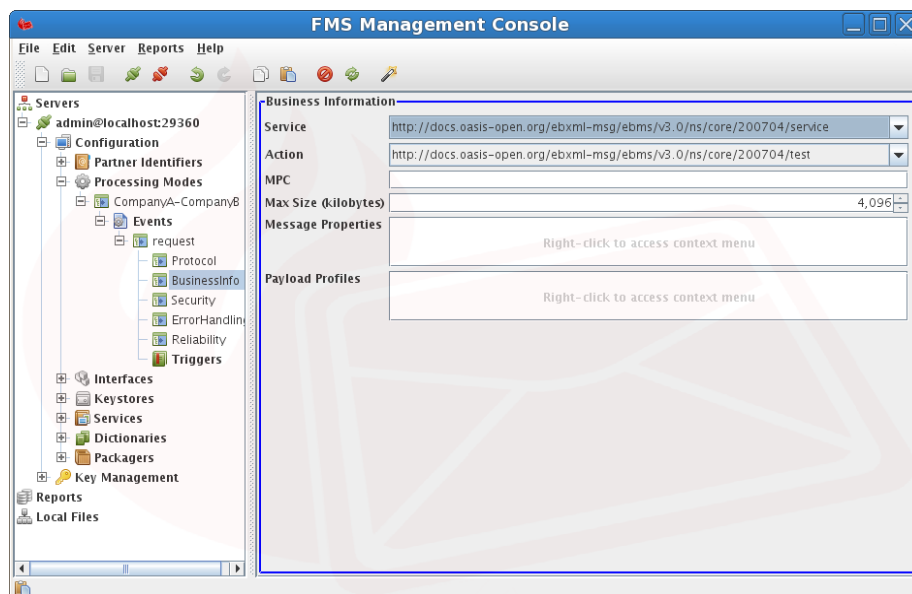 FMS Management Console
File Edit Server Reports Help
Servers
admin@localhost:29360
Configuration
Partner Identifiers
Processing Modes
CompanyA-CompanyB
Events
request
Protocol
BusinessInfo
Security
ErrorHandlin
Reliability
Triggers
Interfaces
Keystores
Services
Dictionaries
Packagers
Key Management
Reports
Local Files
Business Information
Service http://docs.oasis-open.org/ebxml-msg/ebms/v3.0/ns/core/200704/service
Action http://docs.oasis-open.org/ebxml-msg/ebms/v3.0/ns/core/200704/test
MPC
Max Size (kilobytes) 4,096
Message Properties
Right-click to access context menu
Payload Profiles
Right-click to access context menu